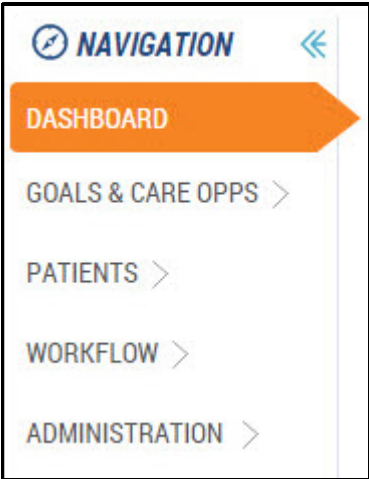 NAVIGATION
DASHBOARD
GOALS & CARE OPPS
PATIENTS
WORKFLOW
ADMINISTRATION